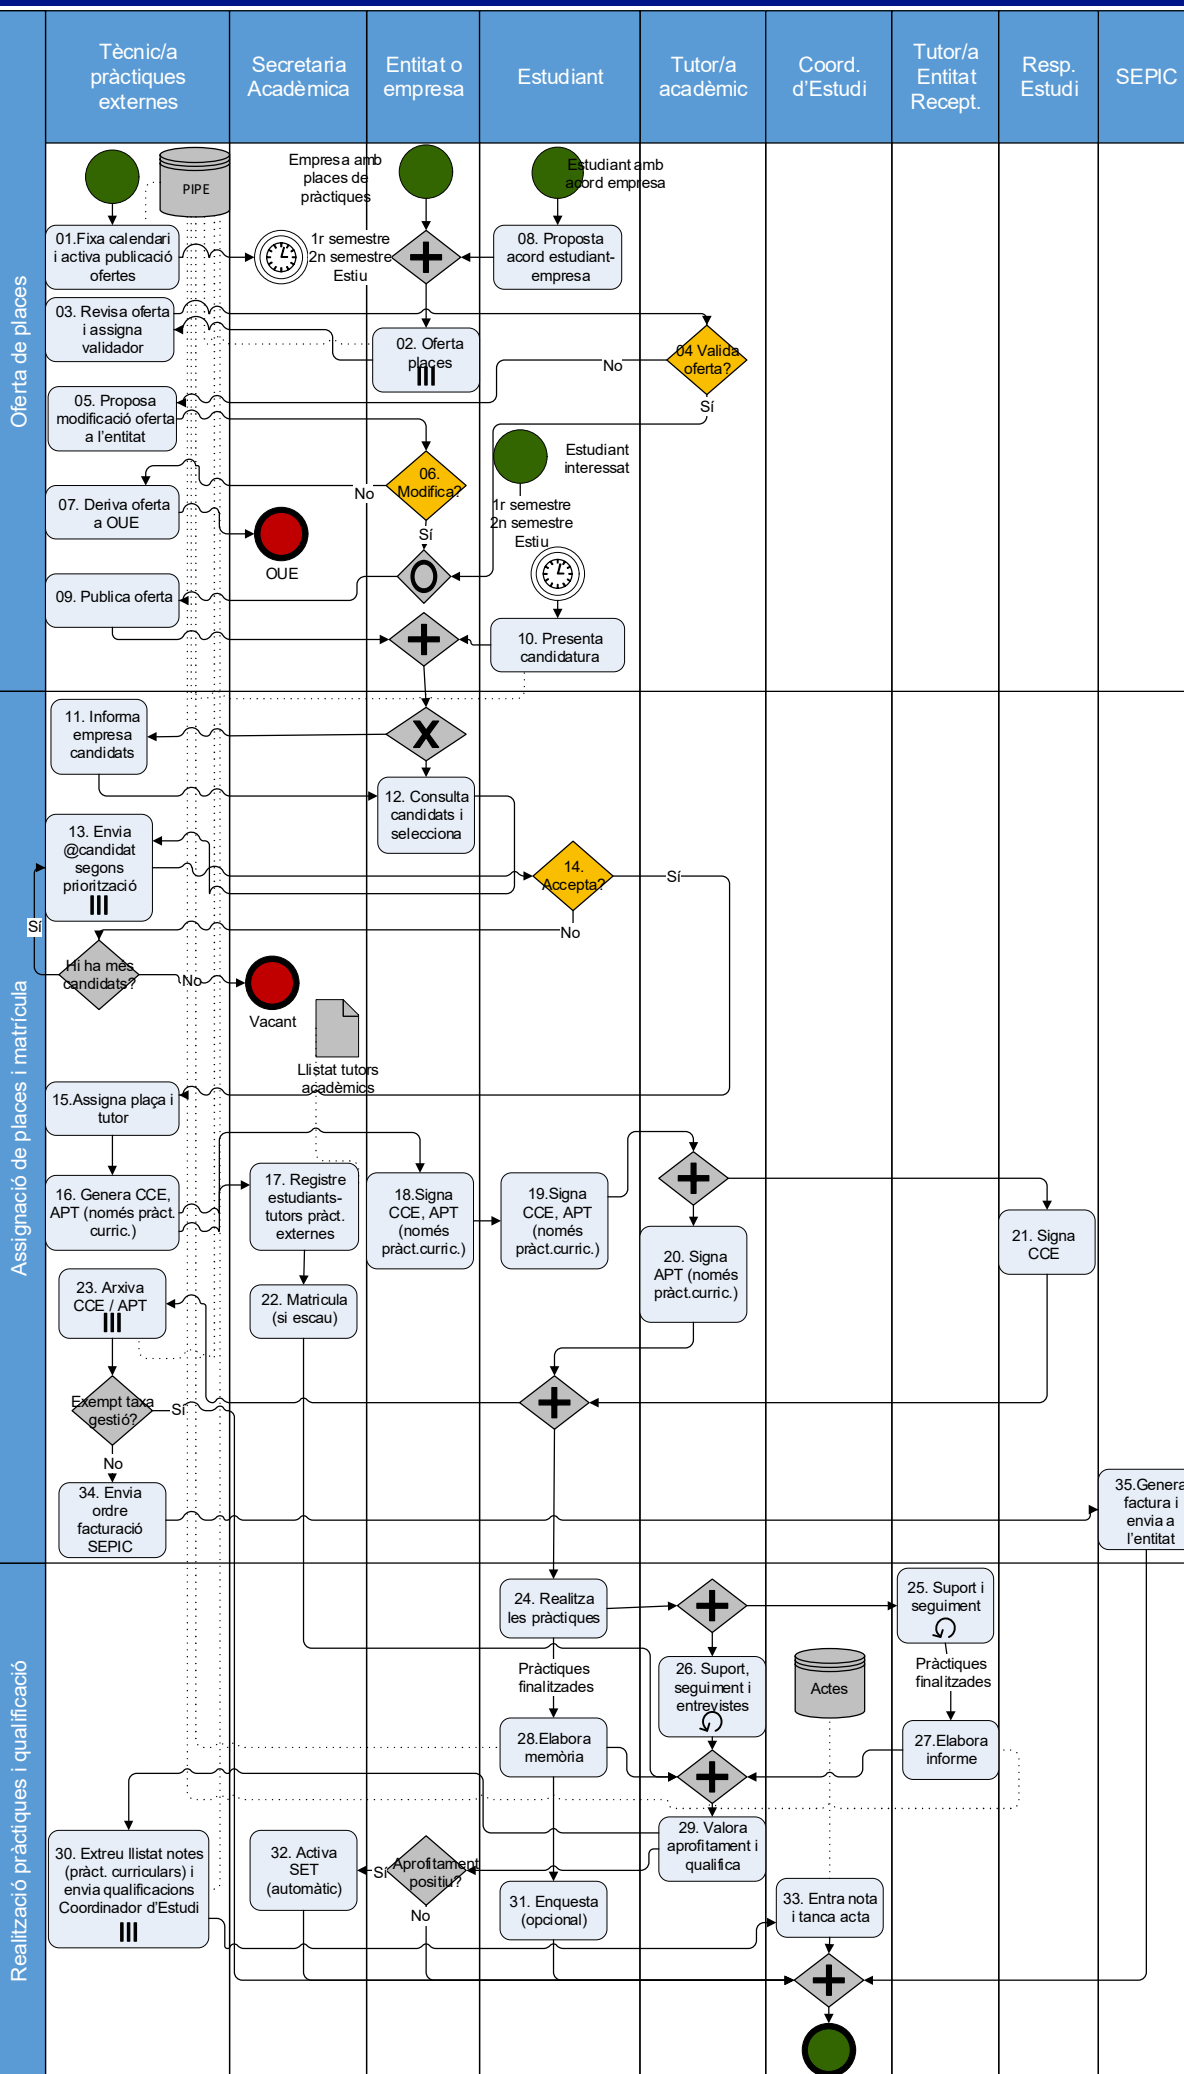 Tècnic/a
pràctiques
externes
Secretaria
Acadèmica
Entitat o
empresa
Estudiant
Tutor/a
acadèmic
Coord.
d'Estudi
Tutor/a
Entitat
Recept.
Resp.
Estudi
SEPIC
Oferta de places
PIPE
Empresa amb
places de
pràctiques
Estudiant amb
acord empresa
01.Fixa calendari
i activa publicació
ofertes
1r semestre
2n semestre
Estiu
08. Proposta
acord estudiant-
empresa
03. Revisa oferta
i assigna
validador
02. Oferta
places
04 Valida
oferta?
No
Sí
05. Proposa
modificació oferta
a l'entitat
Estudiant
interessat
06.
Modifica?
No
Sí
07. Deriva oferta
a OUE
OUE
1r semestre
2n semestre
Estiu
09. Publica oferta
10. Presenta
candidatura
Assignació de places i matrícula
11. Informa
empresa
candidats
12. Consulta
candidats i
selecciona
13. Envia
@candidat
segons
priorització
14.
Accepta?
Sí
No
Sí
Hi ha més
candidats?
No
Vacant
Llistat tutors
acadèmics
15.Assigna plaça i
tutor
16. Genera CCE,
APT (només pràct.
curric.)
17. Registre
estudiants-
tutors pràct.
externes
18.Signa
CCE, APT
(només
pràct.curric.)
19.Signa
CCE, APT
(només
pràct.curric.)
20. Signa
APT (només
pràct.curric.)
21. Signa
CCE
23. Arxiva
CCE / APT
22. Matricula
(si escau)
Exempt taxa
gestió?
Sí
No
34. Envia
ordre
facturació
SEPIC
35.Genera
factura i
envia a
l'entitat
Realització pràctiques i qualificació
24. Realitza
les pràctiques
25. Suport i
seguiment
Pràctiques
finalitzades
26. Suport,
seguiment i
entrevistes
Actes
Pràctiques
finalitzades
28.Elabora
memòria
27.Elabora
informe
29. Valora
aprofitament i
qualifica
30. Extreu llistat notes
(pràct. curriculars) i
envia qualificacions
Coordinador d'Estudi
32. Activa
SET
(automàtic)
Sí
Aprofitament
positiu?
No
31. Enquesta
(opcional)
33. Entra nota
i tanca acta